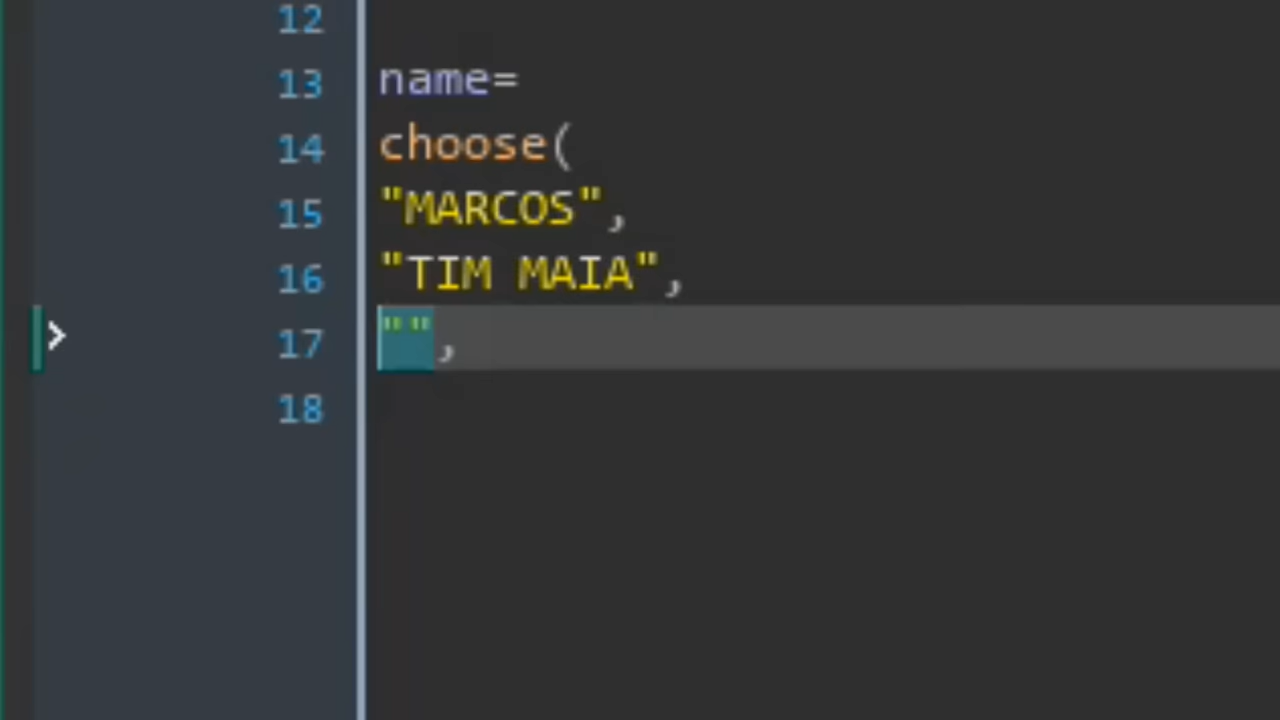 12
13 name=
14 choose(
15 "MARCOS",
16 "TIM MAIA",
17 "",
18